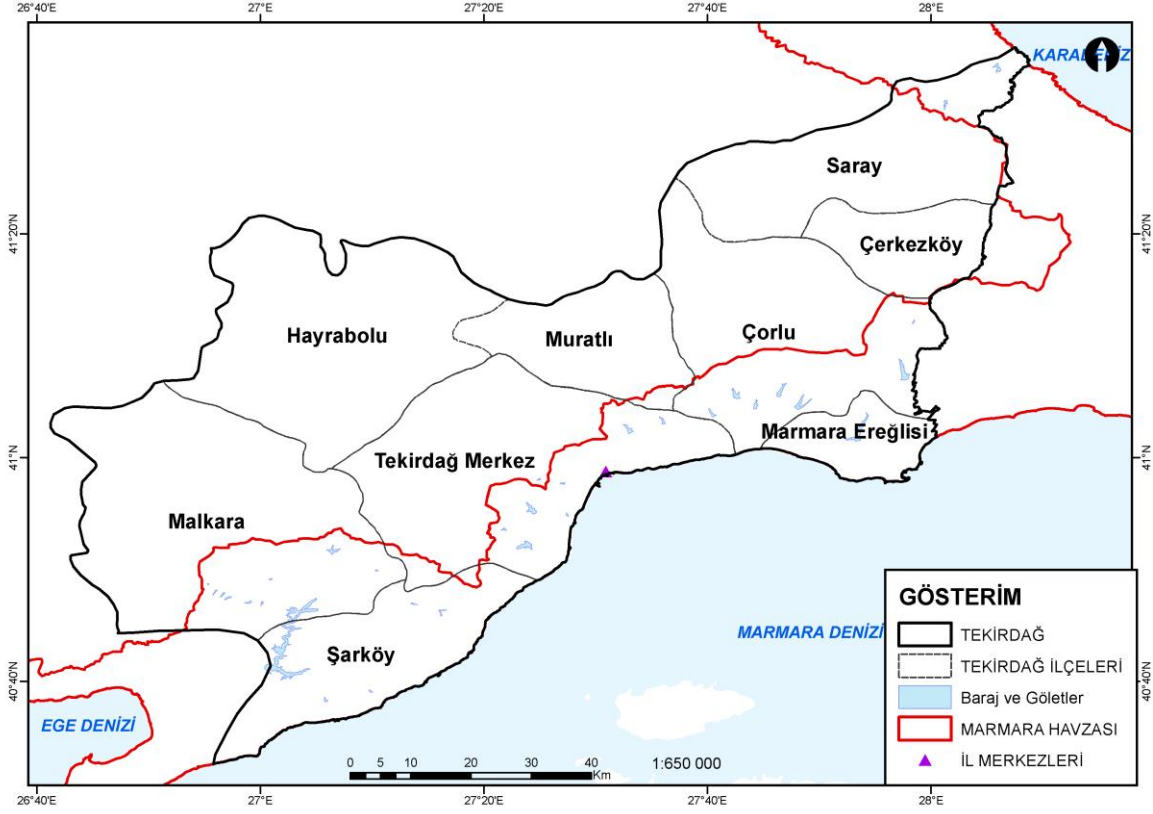 26°40'E 27°E 27°20'E 27°40'E 28°E
KARADENİZ
Saray
41°20'N 41°20'N
Çerkezköy
Hayrabolu
Muratlı
Çorlu
Marmara Ereğlisi
41°N 41°N
Tekirdağ Merkez
Malkara
GÖSTERİM
TEKİRDAĞ
TEKİRDAĞ İLÇELERİ
Baraj ve Göletler
MARMARA HAVZASI
İL MERKEZLERİ
MARMARA DENİZİ
Şarköy
40°40'N 40°40'N
EGE DENİZİ
0 5 10 20 30 40
Km
1:650 000
26°40'E 27°E 27°20'E 27°40'E 28°E